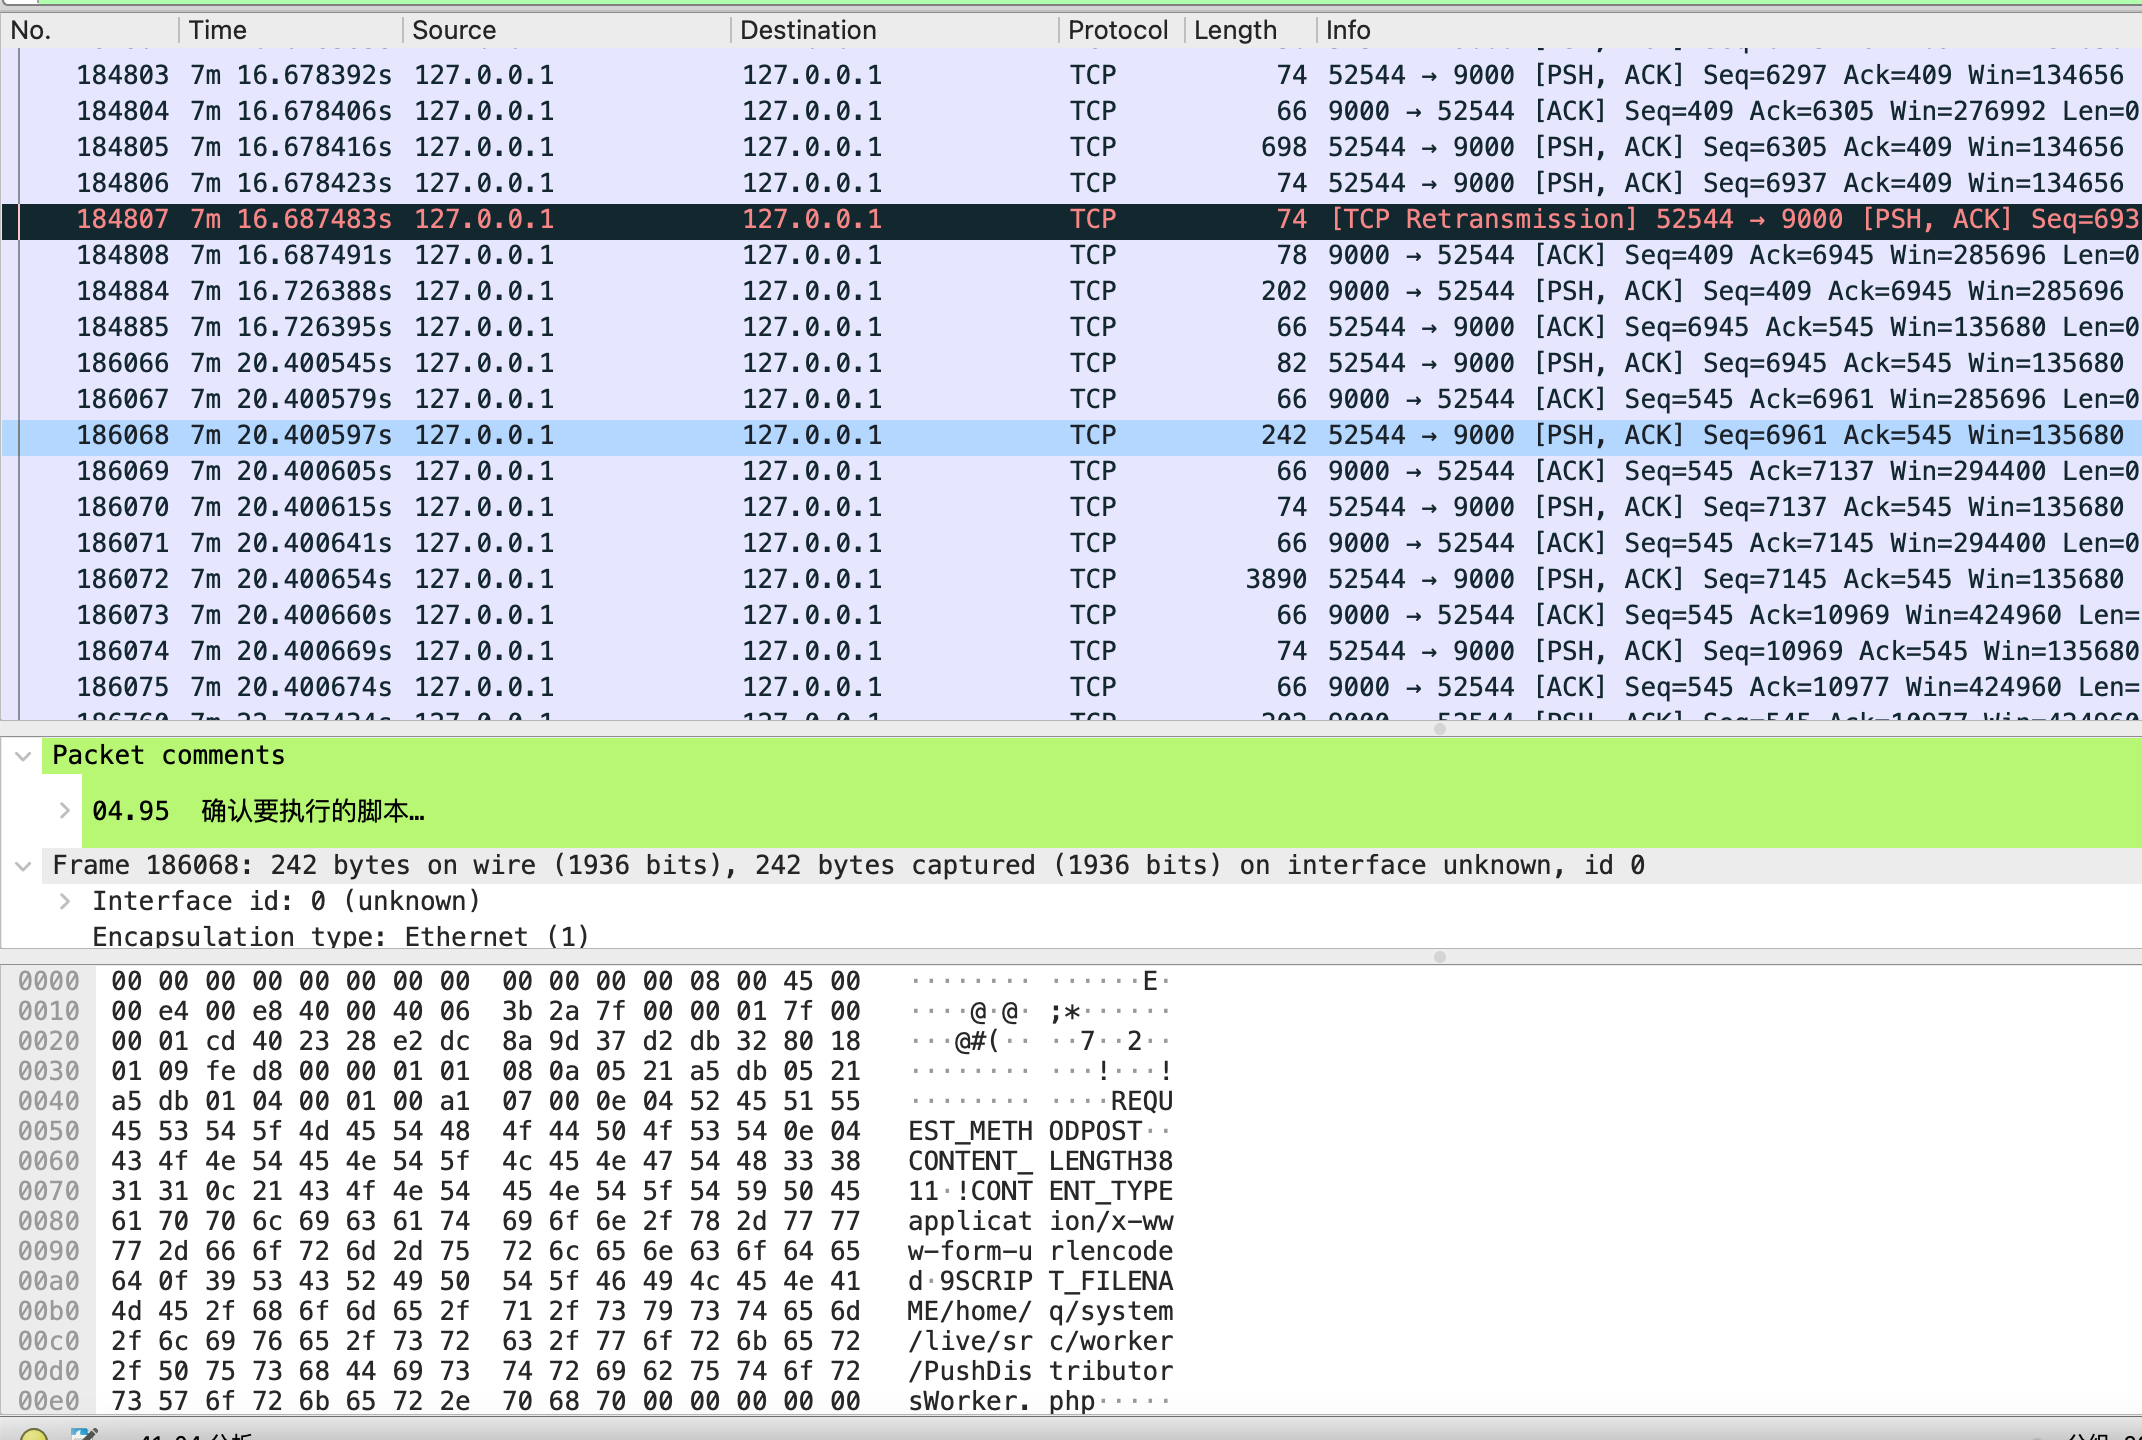 No. Time Source Destination Protocol Length Info
184803 7m 16.678392s 127.0.0.1 127.0.0.1 TCP 74 52544 → 9000 [PSH, ACK] Seq=6297 Ack=409 Win=134656
184804 7m 16.678406s 127.0.0.1 127.0.0.1 TCP 66 9000 → 52544 [ACK] Seq=409 Ack=6305 Win=276992 Len=0
184805 7m 16.678416s 127.0.0.1 127.0.0.1 TCP 698 52544 → 9000 [PSH, ACK] Seq=6305 Ack=409 Win=134656
184806 7m 16.678423s 127.0.0.1 127.0.0.1 TCP 74 52544 → 9000 [PSH, ACK] Seq=6937 Ack=409 Win=134656
184807 7m 16.687483s 127.0.0.1 127.0.0.1 TCP 74 [TCP Retransmission] 52544 → 9000 [PSH, ACK] Seq=693
184808 7m 16.687491s 127.0.0.1 127.0.0.1 TCP 78 9000 → 52544 [ACK] Seq=409 Ack=6945 Win=285696 Len=0
184884 7m 16.726388s 127.0.0.1 127.0.0.1 TCP 202 9000 → 52544 [PSH, ACK] Seq=409 Ack=6945 Win=285696
184885 7m 16.726395s 127.0.0.1 127.0.0.1 TCP 66 52544 → 9000 [ACK] Seq=6945 Ack=545 Win=135680 Len=0
186066 7m 20.400545s 127.0.0.1 127.0.0.1 TCP 82 52544 → 9000 [PSH, ACK] Seq=6945 Ack=545 Win=135680
186067 7m 20.400579s 127.0.0.1 127.0.0.1 TCP 66 9000 → 52544 [ACK] Seq=545 Ack=6961 Win=285696 Len=0
186068 7m 20.400597s 127.0.0.1 127.0.0.1 TCP 242 52544 → 9000 [PSH, ACK] Seq=6961 Ack=545 Win=135680
186069 7m 20.400605s 127.0.0.1 127.0.0.1 TCP 66 9000 → 52544 [ACK] Seq=545 Ack=7137 Win=294400 Len=0
186070 7m 20.400615s 127.0.0.1 127.0.0.1 TCP 74 52544 → 9000 [PSH, ACK] Seq=7137 Ack=545 Win=135680
186071 7m 20.400641s 127.0.0.1 127.0.0.1 TCP 66 9000 → 52544 [ACK] Seq=545 Ack=7145 Win=294400 Len=0
186072 7m 20.400654s 127.0.0.1 127.0.0.1 TCP 3890 52544 → 9000 [PSH, ACK] Seq=7145 Ack=545 Win=135680
186073 7m 20.400660s 127.0.0.1 127.0.0.1 TCP 66 9000 → 52544 [ACK] Seq=545 Ack=10969 Win=424960 Len=
186074 7m 20.400669s 127.0.0.1 127.0.0.1 TCP 74 52544 → 9000 [PSH, ACK] Seq=10969 Ack=545 Win=135680
186075 7m 20.400674s 127.0.0.1 127.0.0.1 TCP 66 9000 → 52544 [ACK] Seq=545 Ack=10977 Win=424960 Len=
Packet comments
04.95 确认要执行的脚本…
Frame 186068: 242 bytes on wire (1936 bits), 242 bytes captured (1936 bits) on interface unknown, id 0
Interface id: 0 (unknown)
Encapsulation type: Ethernet (1)
0000 00 00 00 00 00 00 00 00 00 00 00 00 08 00 45 00 ········ ······E·
0010 00 e4 00 e8 40 00 40 06 3b 2a 7f 00 00 01 7f 00 ····@·@· ;*······
0020 00 01 cd 40 23 28 e2 dc 8a 9d 37 d2 db 32 80 18 ···@#(·· ··7··2··
0030 01 09 fe d8 00 00 01 01 08 0a 05 21 a5 db 05 21 ········ ···!···!
0040 a5 db 01 04 00 01 00 a1 07 00 0e 04 52 45 51 55 ········ ····REQU
0050 45 53 54 5f 4d 45 54 48 4f 44 50 4f 53 54 0e 04 EST_METH ODPOST··
0060 43 4f 4e 54 45 4e 54 5f 4c 45 4e 47 54 48 33 38 CONTENT_ LENGTH38
0070 31 31 0c 21 43 4f 4e 54 45 4e 54 5f 54 59 50 45 11·!CONT ENT_TYPE
0080 61 70 70 6c 69 63 61 74 69 6f 6e 2f 78 2d 77 77 applicat ion/x-ww
0090 77 2d 66 6f 72 6d 2d 75 72 6c 65 6e 63 6f 64 65 w-form-u rlencode
00a0 64 0f 39 53 43 52 49 50 54 5f 46 49 4c 45 4e 41 d·9SCRIP T_FILENA
00b0 4d 45 2f 68 6f 6d 65 2f 71 2f 73 79 73 74 65 6d ME/home/ q/system
00c0 2f 6c 69 76 65 2f 73 72 63 2f 77 6f 72 6b 65 72 /live/sr c/worker
00d0 2f 50 75 73 68 44 69 73 74 72 69 62 75 74 6f 72 /PushDis tributor
00e0 73 57 6f 72 6b 65 72 2e 70 68 70 00 00 00 00 00 sWorker. php·····